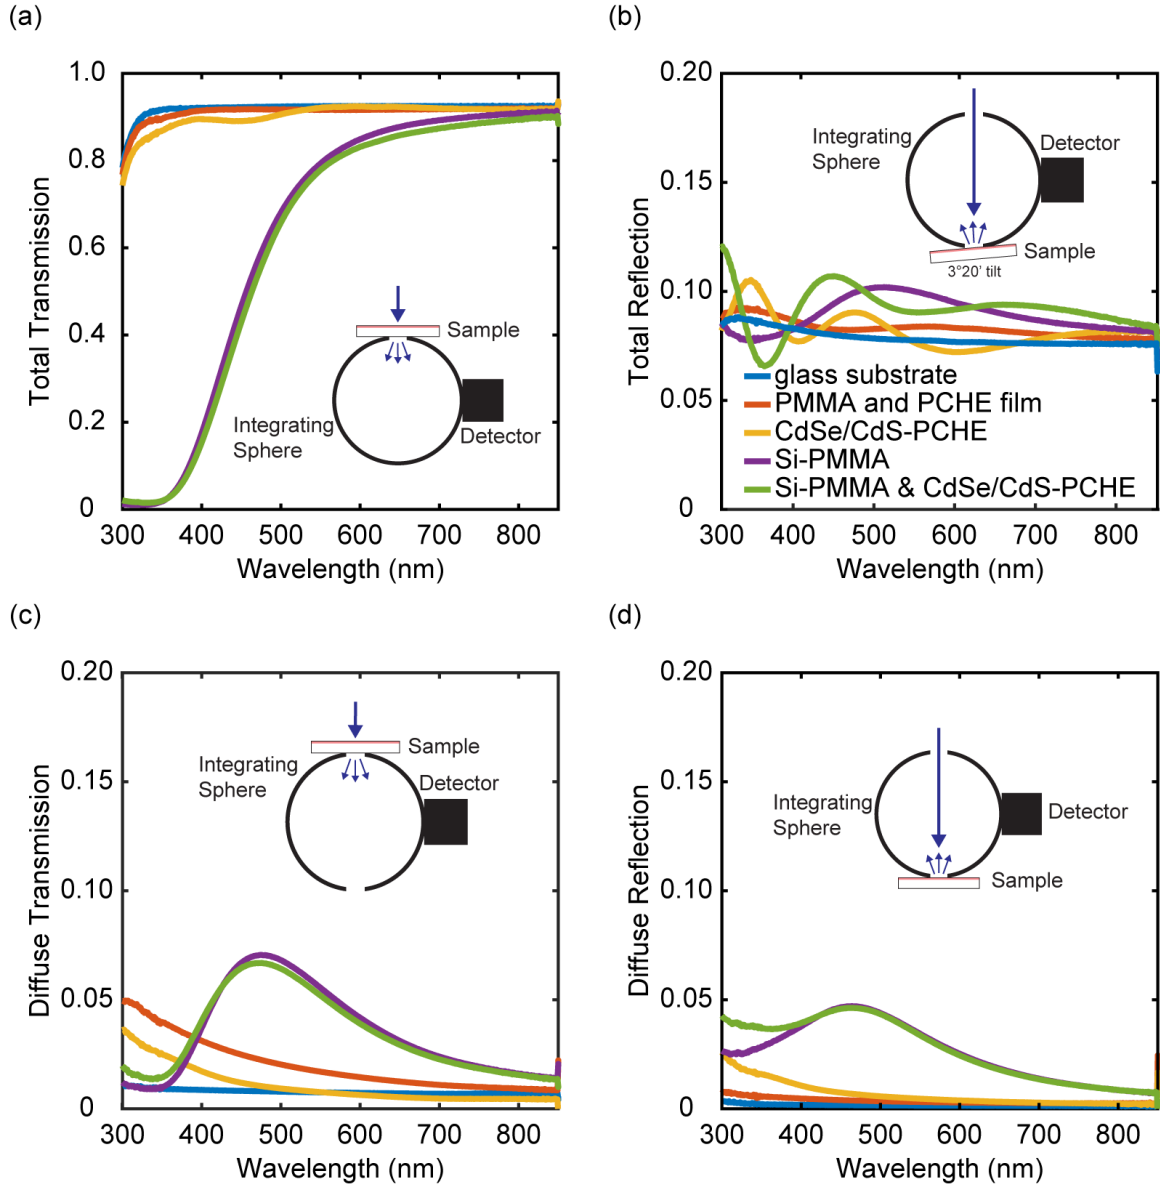 (a)
Total Transmission
1.0
0.8
0.6
0.4
0.2
0
300 400 500 600 700 800
Wavelength (nm)
Sample
Integrating
Sphere
Detector
(b)
Total Reflection
0.20
0.15
0.10
0.05
0
300 400 500 600 700 800
Wavelength (nm)
Integrating
Sphere
Detector
Sample
3°20' tilt
glass substrate
PMMA and PCHE film
CdSe/CdS-PCHE
Si-PMMA
Si-PMMA & CdSe/CdS-PCHE
(c)
Diffuse Transmission
0.20
0.15
0.10
0.05
0
300 400 500 600 700 800
Wavelength (nm)
Sample
Integrating
Sphere
Detector
(d)
Diffuse Reflection
0.20
0.15
0.10
0.05
0
300 400 500 600 700 800
Wavelength (nm)
Integrating
Sphere
Detector
Sample